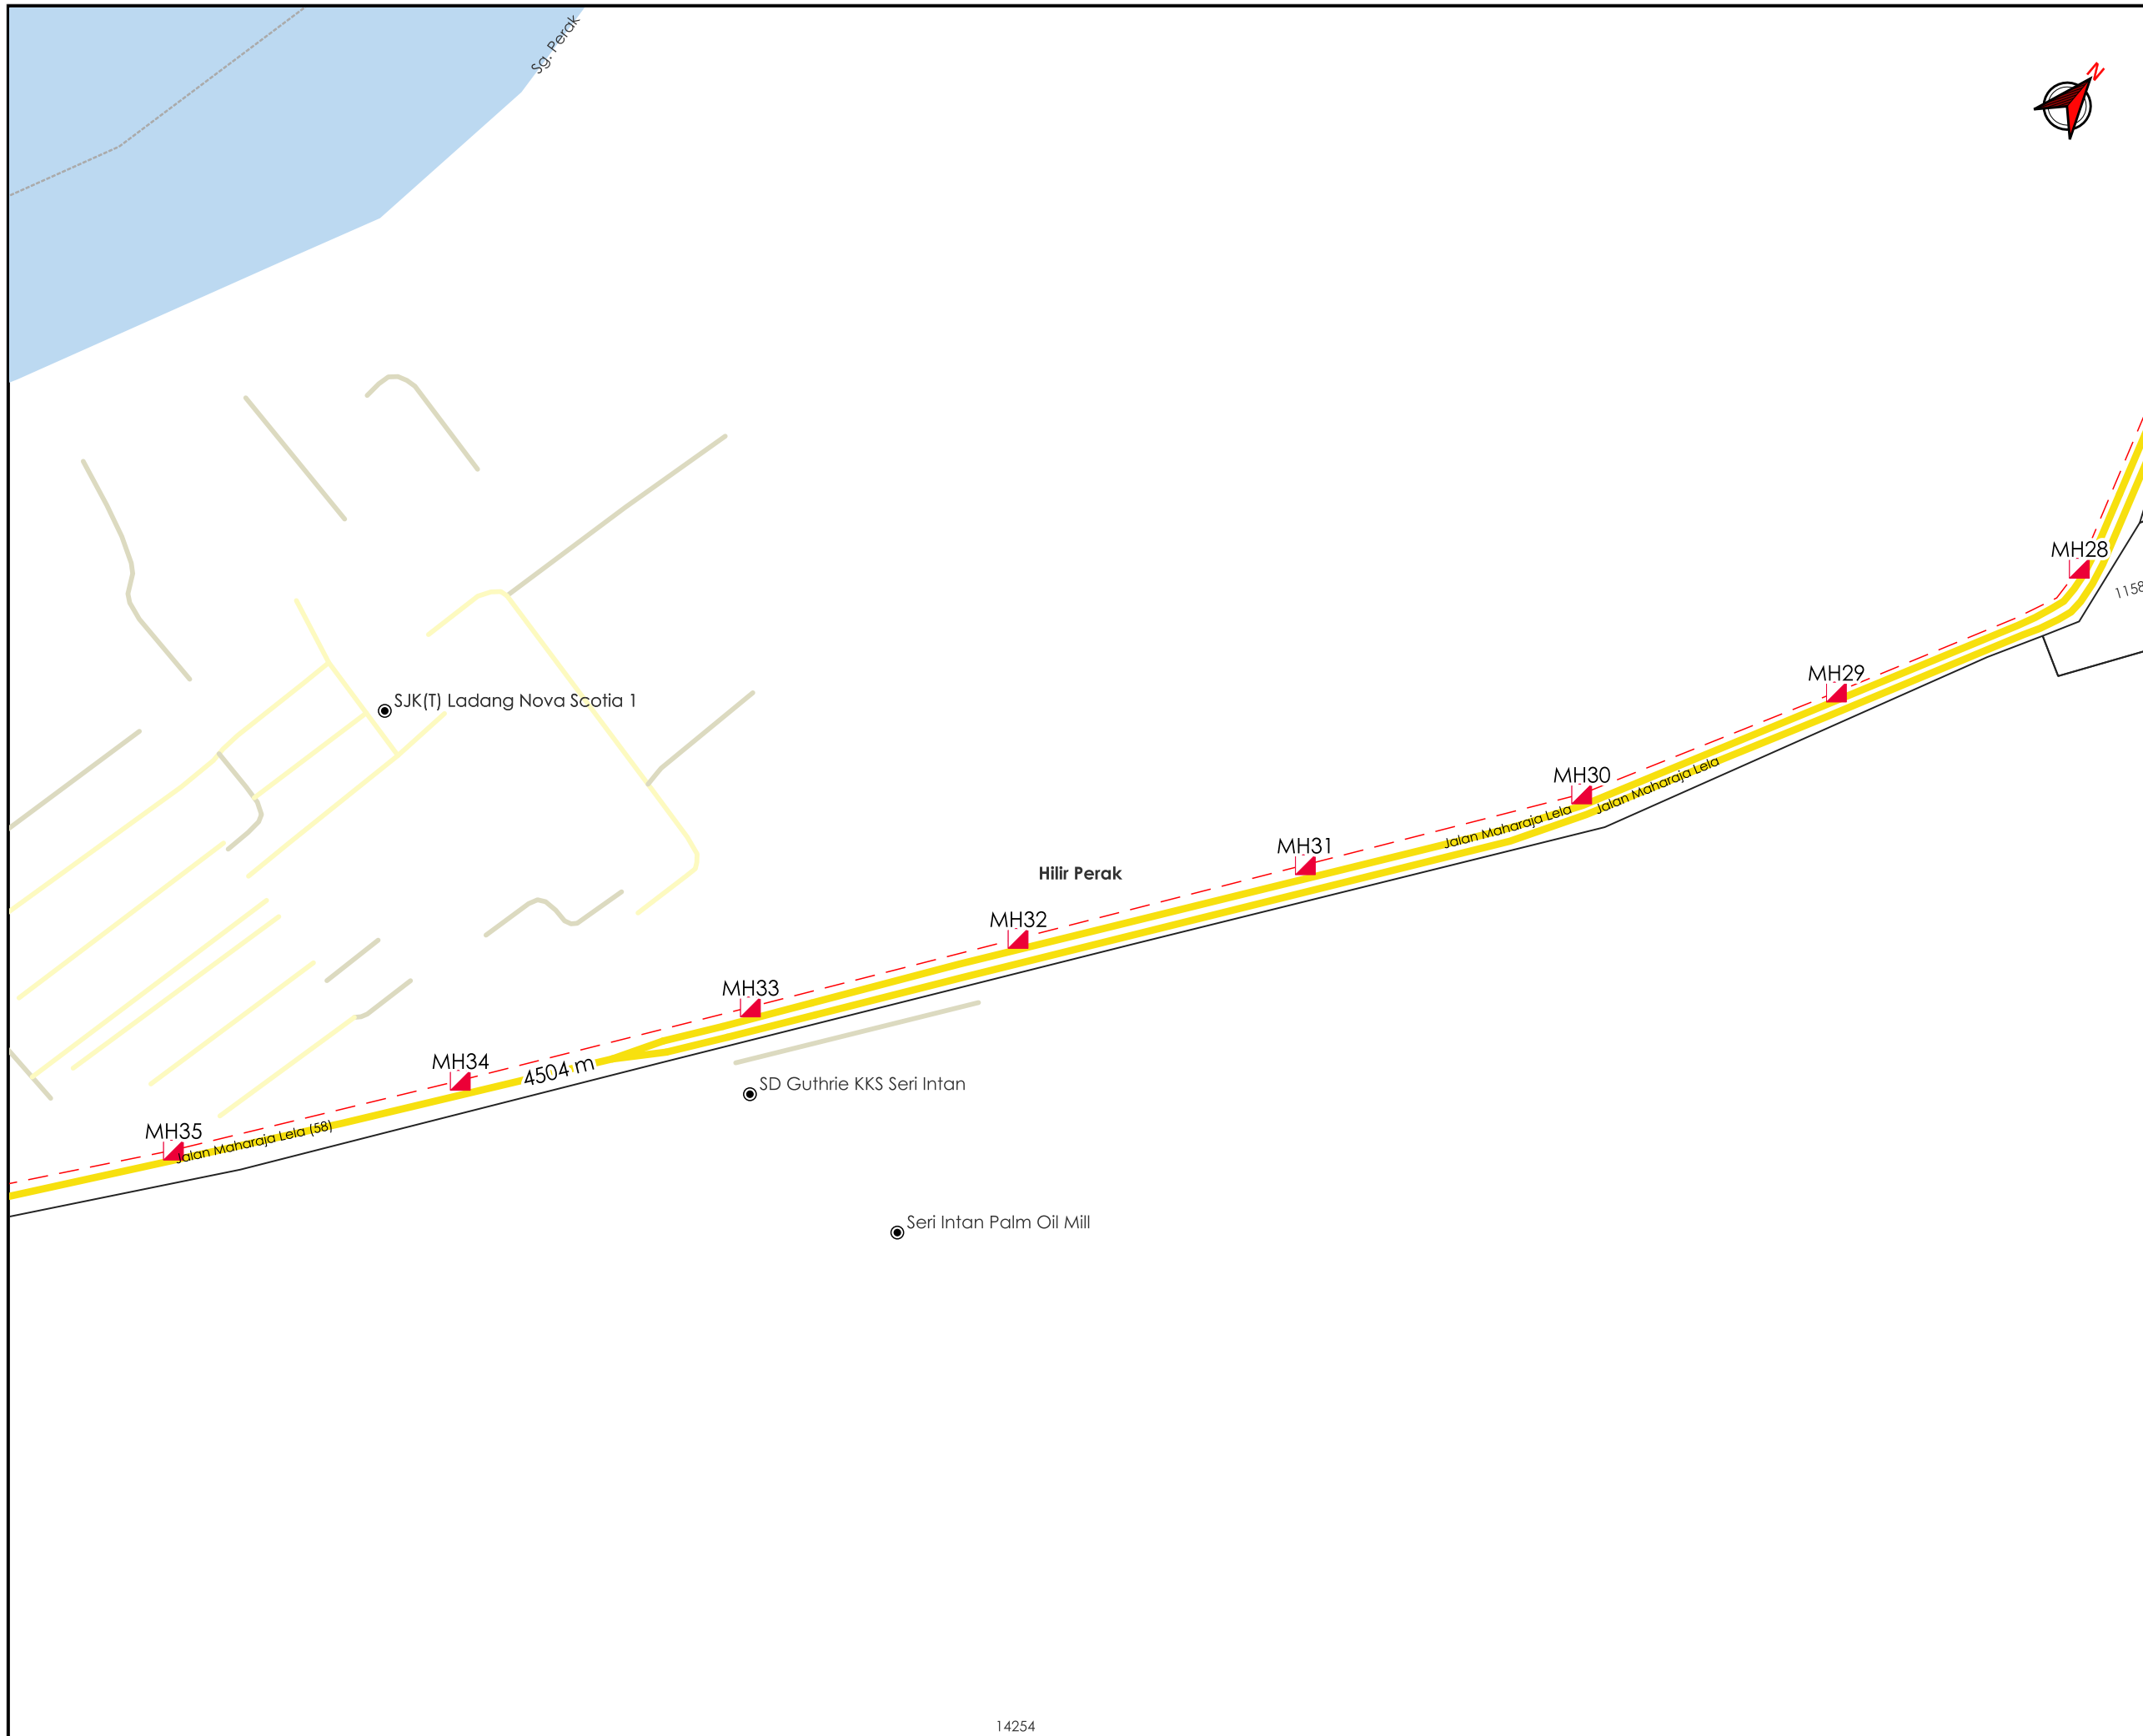 Sg. Perak
N
MH28
1158
MH29
SJK(T) Ladang Nova Scotia 1
MH30
Jalan Maharaja Lela
Jalan Maharaja Lela
MH31
Hilir Perak
MH32
MH33
MH34
4504 m
SD Guthrie KKS Seri Intan
MH35
Jalan Maharaja Lela (58)
Seri Intan Palm Oil Mill
14254